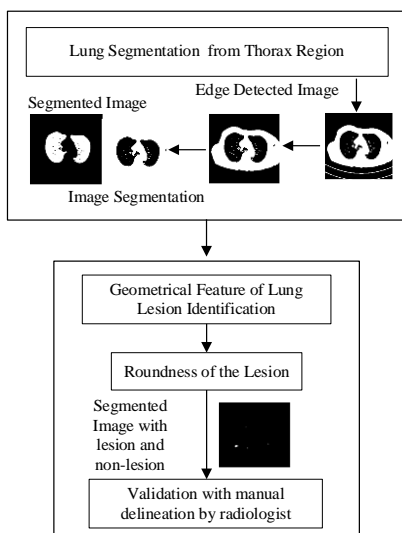 Lung Segmentation from Thorax Region
Edge Detected Image
Segmented Image
Image Segmentation
Geometrical Feature of Lung
Lesion Identification
Roundness of the Lesion
Segmented
Image with
lesion and
non-lesion
Validation with manual
delineation by radiologist